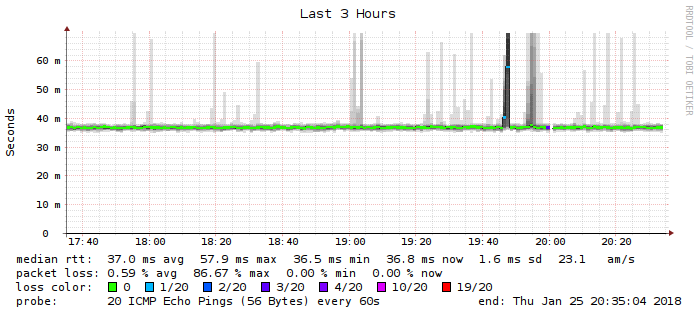 Last 3 Hours
RRDTOOL / TOBI OETIKER
Seconds
60 m
50 m
40 m
30 m
20 m
10 m
0
17:40 18:00 18:20 18:40 19:00 19:20 19:40 20:00 20:20
median rtt: 37.0 ms avg 57.9 ms max 36.5 ms min 36.8 ms now 1.6 ms sd 23.1 am/s
packet loss: 0.59 % avg 86.67 % max 0.00 % min 0.00 % now
loss color: 0 1/20 2/20 3/20 4/20 10/20 19/20
probe: 20 ICMP Echo Pings (56 Bytes) every 60s end: Thu Jan 25 20:35:04 2018